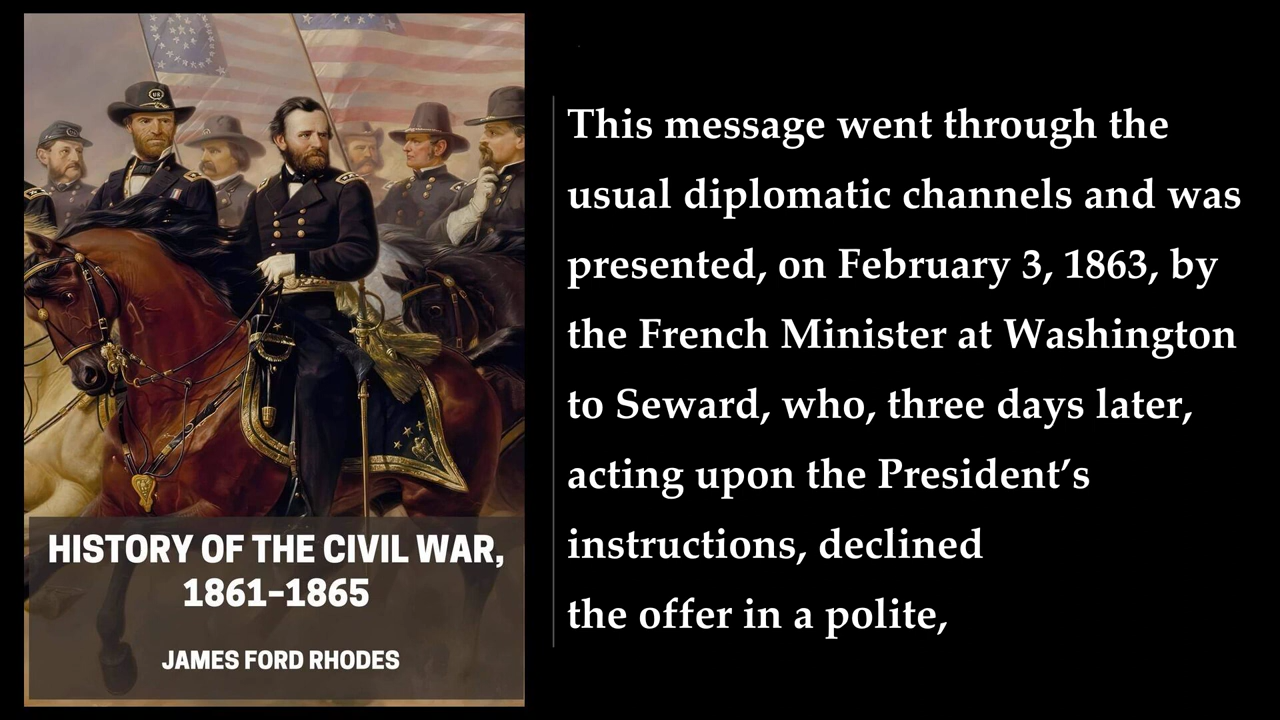 HISTORY OF THE CIVIL WAR,
1861–1865
JAMES FORD RHODES
This message went through the
usual diplomatic channels and was
presented, on February 3, 1863, by
the French Minister at Washington
to Seward, who, three days later,
acting upon the President’s
instructions, declined
the offer in a polite,